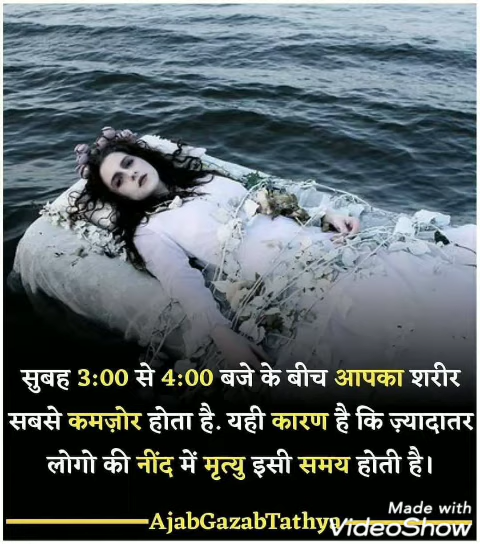 सुबह 3:00 से 4:00 बजे के बीच आपका शरीर
सबसे कमज़ोर होता है. यही कारण है कि ज़्यादातर
लोगो की नींद में मृत्यु इसी समय होती है।
AjabGazabTathya
Made with
VideoShow